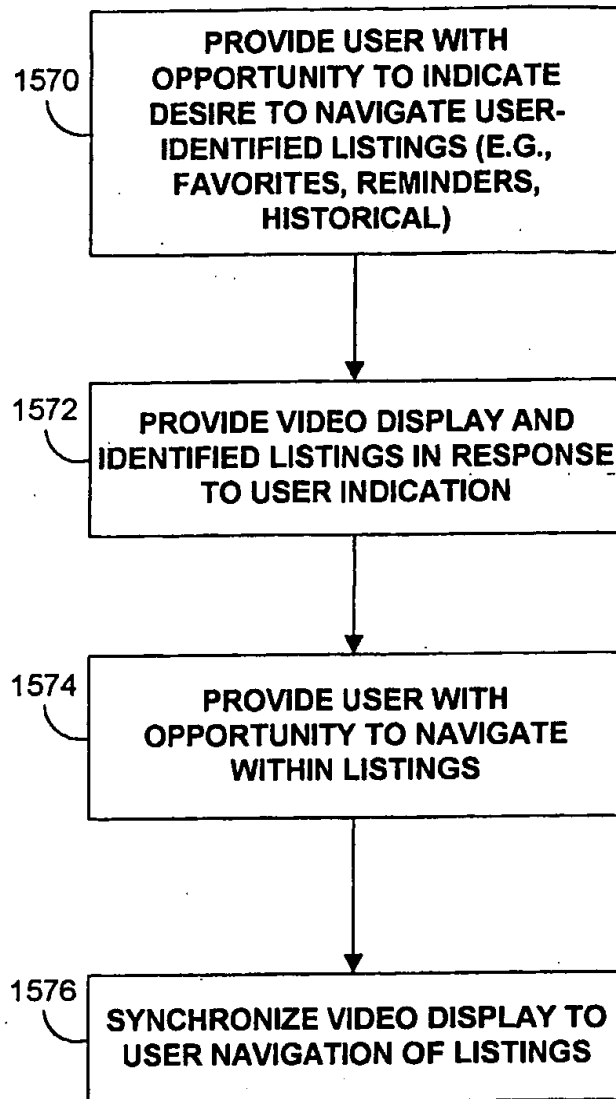 1570
PROVIDE USER WITH
OPPORTUNITY TO INDICATE
DESIRE TO NAVIGATE USER-
IDENTIFIED LISTINGS (E.G.,
FAVORITES, REMINDERS,
HISTORICAL)
1572
PROVIDE VIDEO DISPLAY AND
IDENTIFIED LISTINGS IN RESPONSE
TO USER INDICATION
1574
PROVIDE USER WITH
OPPORTUNITY TO NAVIGATE
WITHIN LISTINGS
1576
SYNCHRONIZE VIDEO DISPLAY TO
USER NAVIGATION OF LISTINGS